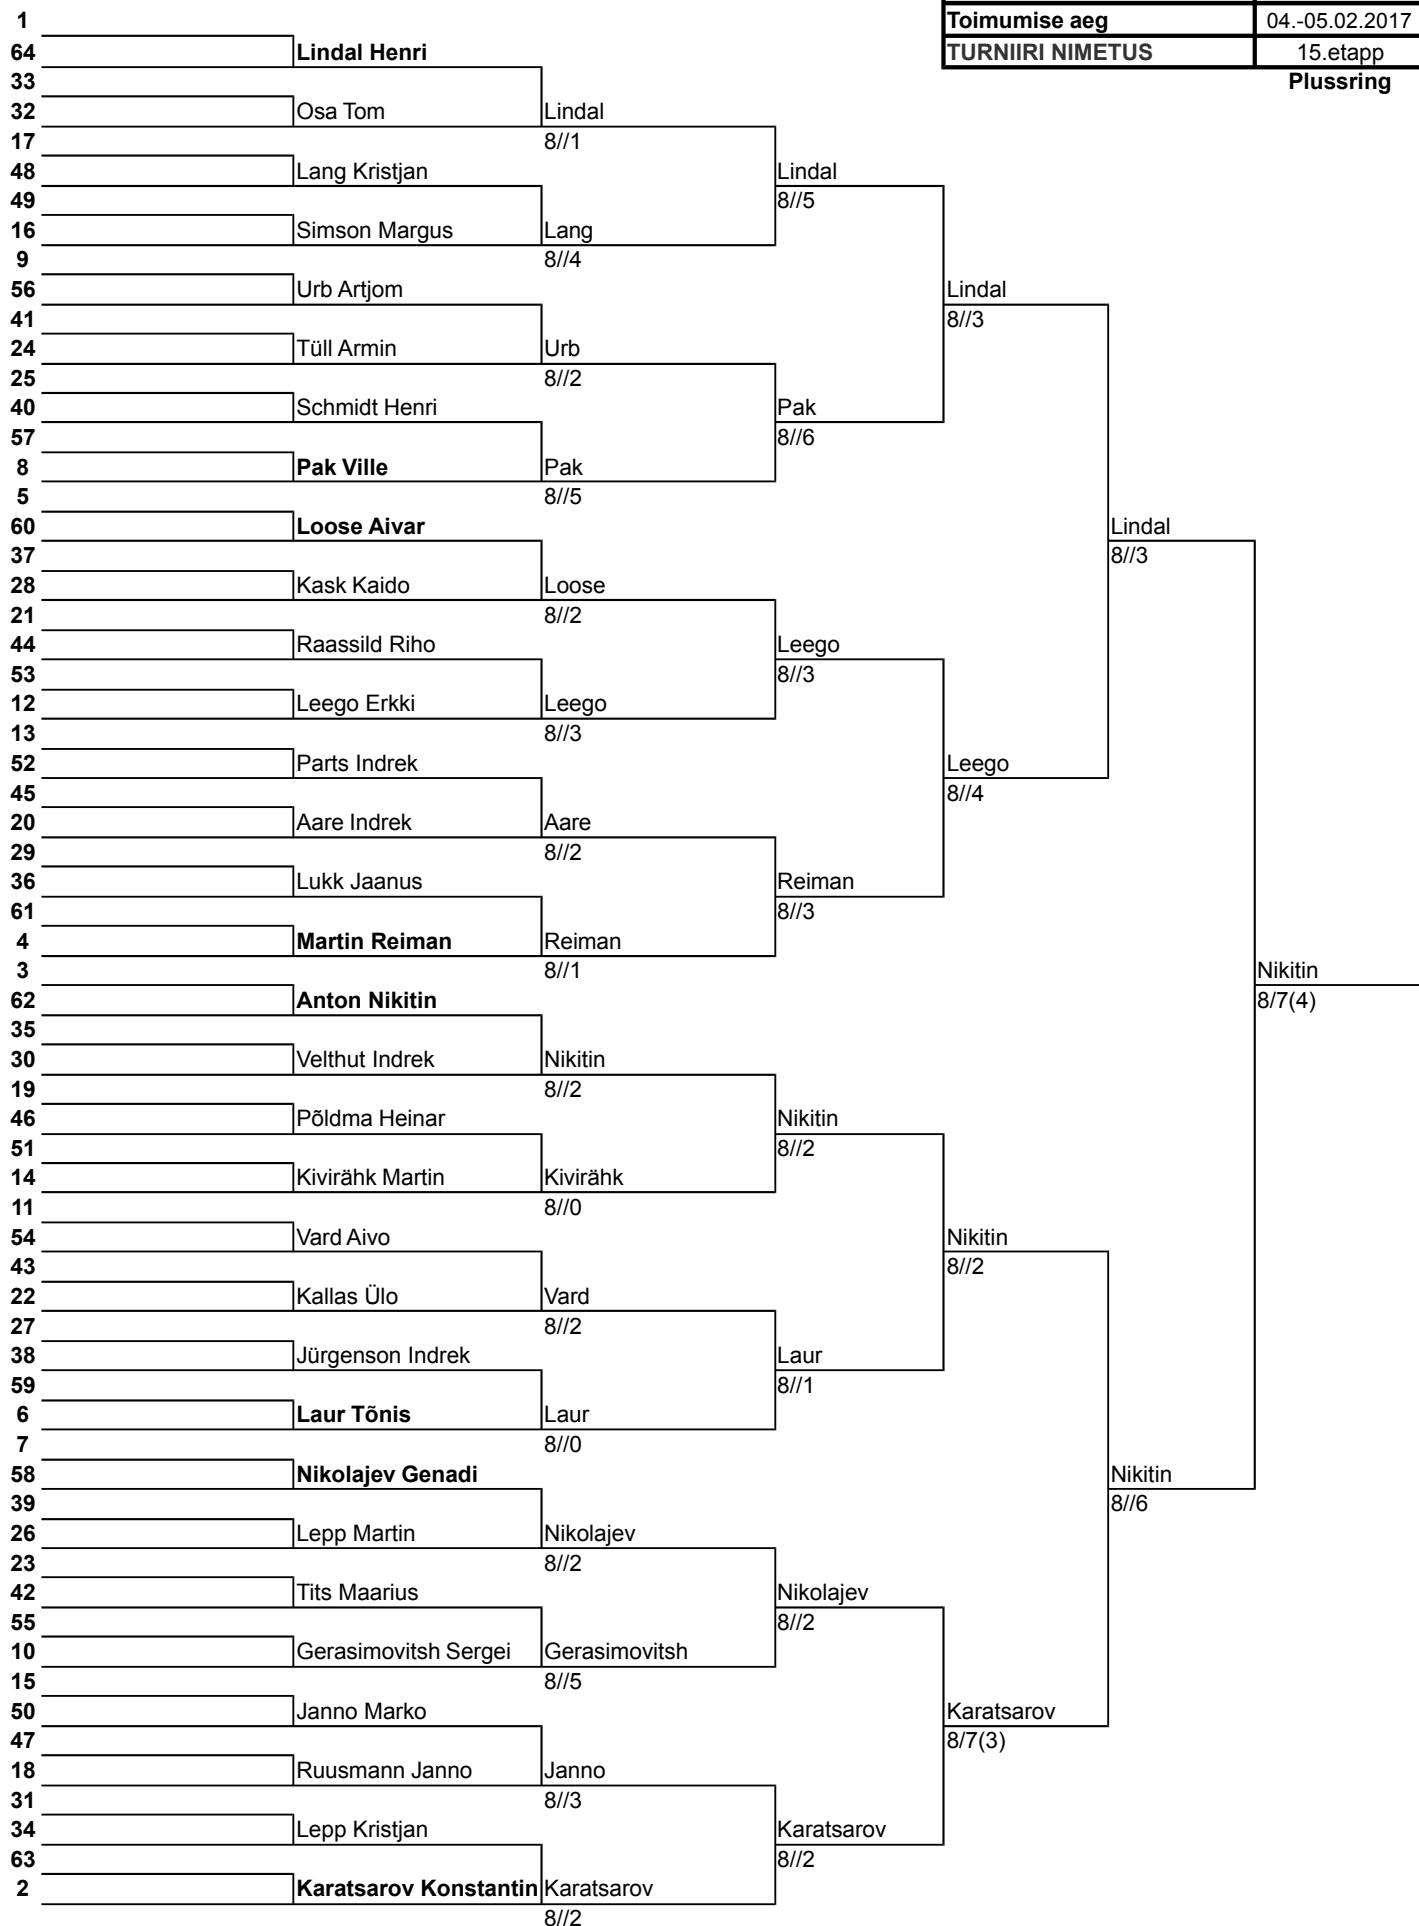 1
Toimumise aeg 04.-05.02.2017
64 Lindal Henri TURNIIRI NIMETUS 15.etapp
33 Plussring
32 Osa Tom Lindal
17 8//1
48 Lang Kristjan Lindal
49 8//5
16 Simson Margus Lang
9 8//4
56 Urb Artjom Lindal
41 8//3
24 Tüll Armin Urb
25 8//2
40 Schmidt Henri Pak
57 8//6
8 Pak Ville Pak
5 8//5
60 Loose Aivar Lindal
37 8//3
28 Kask Kaido Loose
21 8//2
44 Raassild Riho Leego
53 8//3
12 Leego Erkki Leego
13 8//3
52 Parts Indrek Leego
45 8//4
20 Aare Indrek Aare
29 8//2
36 Lukk Jaanus Reiman
61 8//3
4 Martin Reiman Reiman
3 8//1 Nikitin
62 Anton Nikitin 8/7(4)
35
30 Velthut Indrek Nikitin
19 8//2
46 Põldma Heinar Nikitin
51 8//2
14 Kivirähk Martin Kivirähk
11 8//0
54 Vard Aivo Nikitin
43 8//2
22 Kallas Ülo Vard
27 8//2
38 Jürgenson Indrek Laur
59 8//1
6 Laur Tõnis Laur
7 8//0
58 Nikolajev Genadi Nikitin
39 8//6
26 Lepp Martin Nikolajev
23 8//2
42 Tits Maarius Nikolajev
55 8//2
10 Gerasimovitsh Sergei Gerasimovitsh
15 8//5
50 Janno Marko Karatsarov
47 8/7(3)
18 Ruusmann Janno Janno
31 8//3
34 Lepp Kristjan Karatsarov
63 8//2
2 Karatsarov Konstantin Karatsarov
8//2